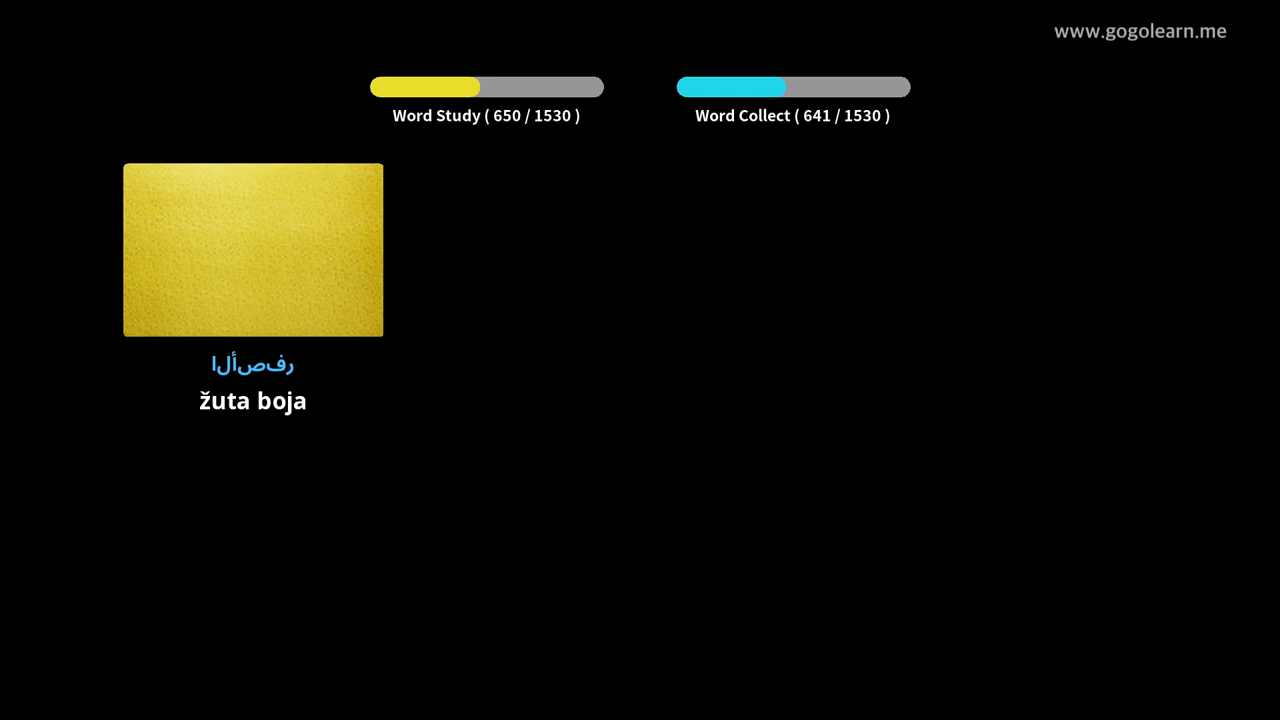 www.gogolearn.me
Word Study ( 650 / 1530 )
Word Collect ( 641 / 1530 )
رفصألا
žuta boja